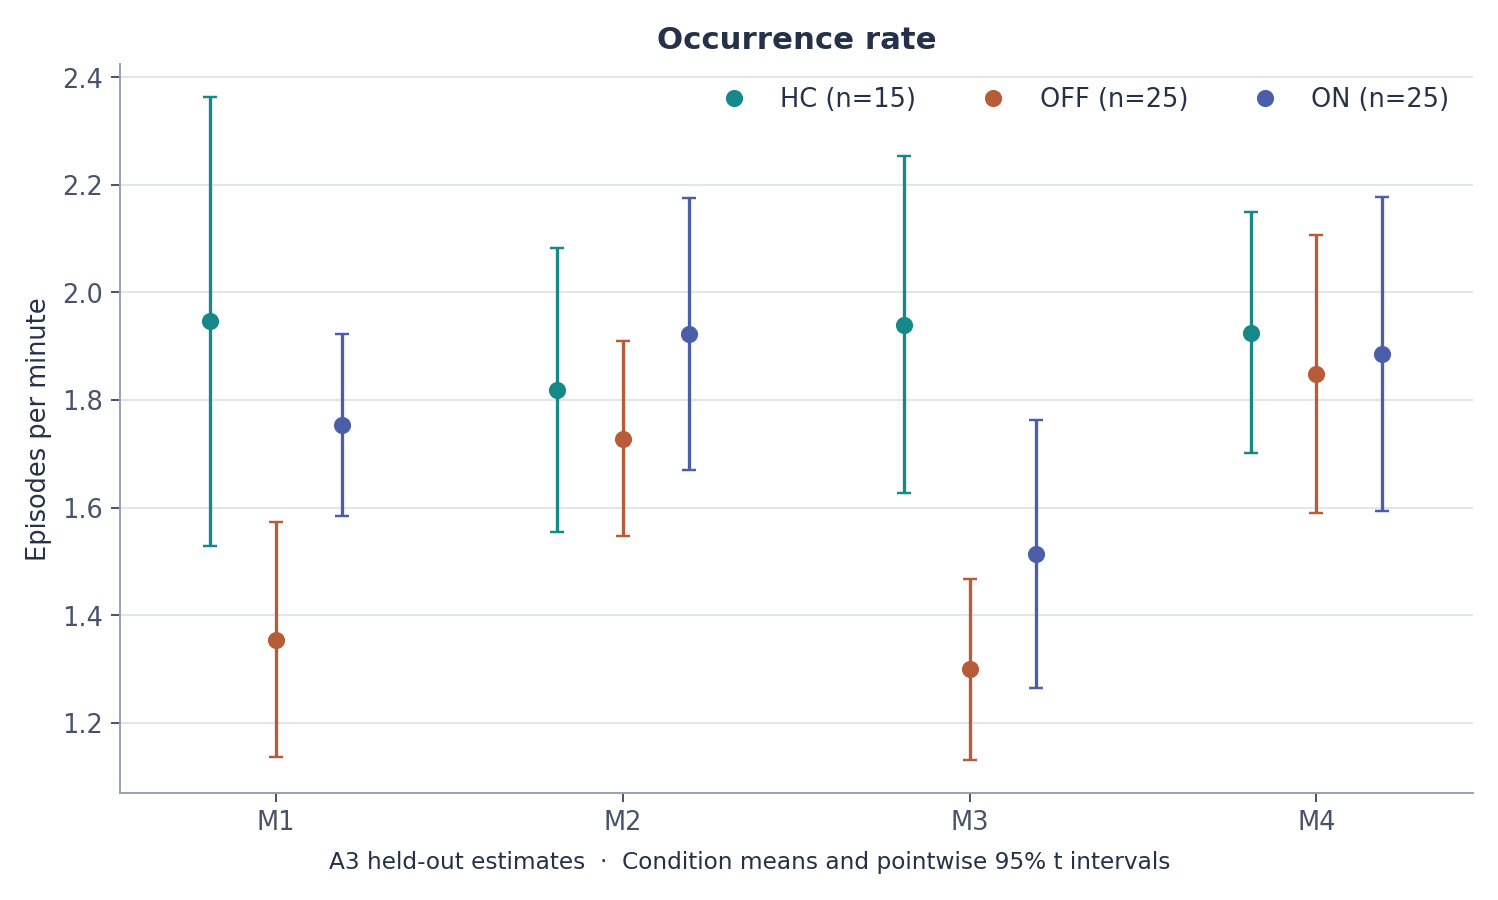 Occurrence rate
HC (n=15)
OFF (n=25)
ON (n=25)
Episodes per minute
2.4
2.2
2.0
1.8
1.6
1.4
1.2
M1
M2
M3
M4
A3 held-out estimates · Condition means and pointwise 95% t intervals